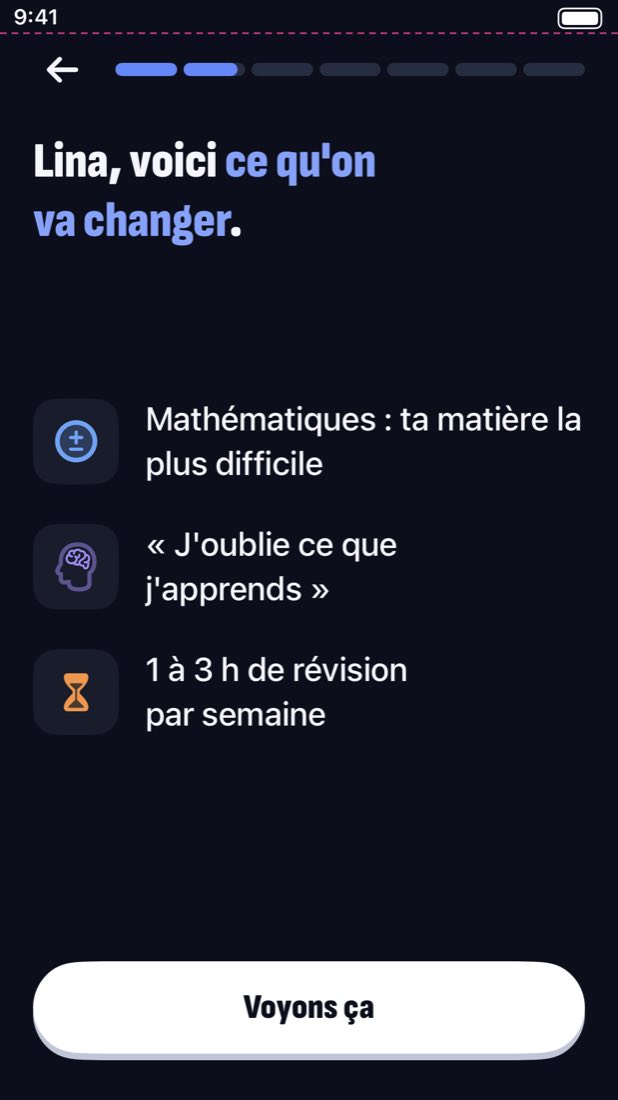 9:41
Lina, voici ce qu'on
va changer.
Mathématiques : ta matière la
plus difficile
« J'oublie ce que
j'apprends »
1 à 3 h de révision
par semaine
Voyons ça